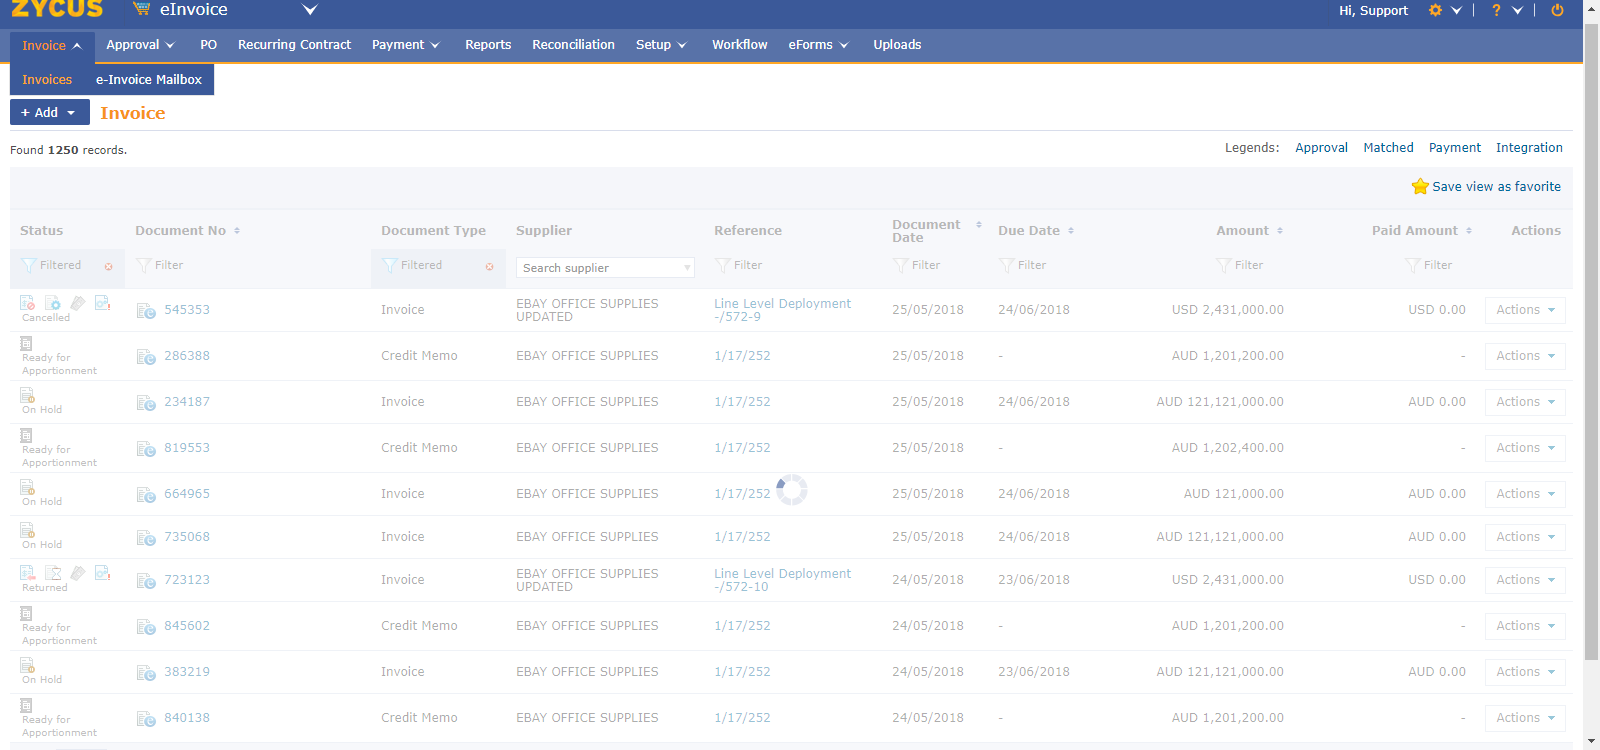 ZYCUS eInvoice Hi, Support ?
Invoice Approval PO Recurring Contract Payment Reports Reconciliation Setup Workflow eForms Uploads
Invoices e-Invoice Mailbox
+ Add Invoice
Found 1250 records. Legends: Approval Matched Payment Integration
Save view as favorite
Status Document No Document Type Supplier Reference Document Date Due Date Amount Paid Amount Actions
Filtered Filter Filtered Search supplier Filter Filter Filter Filter Filter
Cancelled 545353 Invoice EBAY OFFICE SUPPLIES UPDATED Line Level Deployment -/572-9 25/05/2018 24/06/2018 USD 2,431,000.00 USD 0.00 Actions
Ready for Apportionment 286388 Credit Memo EBAY OFFICE SUPPLIES 1/17/252 25/05/2018 - AUD 1,201,200.00 - Actions
On Hold 234187 Invoice EBAY OFFICE SUPPLIES 1/17/252 25/05/2018 24/06/2018 AUD 121,121,000.00 AUD 0.00 Actions
Ready for Apportionment 819553 Credit Memo EBAY OFFICE SUPPLIES 1/17/252 25/05/2018 - AUD 1,202,400.00 - Actions
On Hold 664965 Invoice EBAY OFFICE SUPPLIES 1/17/252 25/05/2018 24/06/2018 AUD 121,000.00 AUD 0.00 Actions
On Hold 735068 Invoice EBAY OFFICE SUPPLIES 1/17/252 25/05/2018 24/06/2018 AUD 121,121,000.00 AUD 0.00 Actions
Returned 723123 Invoice EBAY OFFICE SUPPLIES UPDATED Line Level Deployment -/572-10 24/05/2018 23/06/2018 USD 2,431,000.00 USD 0.00 Actions
Ready for Apportionment 845602 Credit Memo EBAY OFFICE SUPPLIES 1/17/252 24/05/2018 - AUD 1,201,200.00 - Actions
On Hold 383219 Invoice EBAY OFFICE SUPPLIES 1/17/252 24/05/2018 23/06/2018 AUD 121,121,000.00 AUD 0.00 Actions
Ready for Apportionment 840138 Credit Memo EBAY OFFICE SUPPLIES 1/17/252 24/05/2018 - AUD 1,201,200.00 - Actions